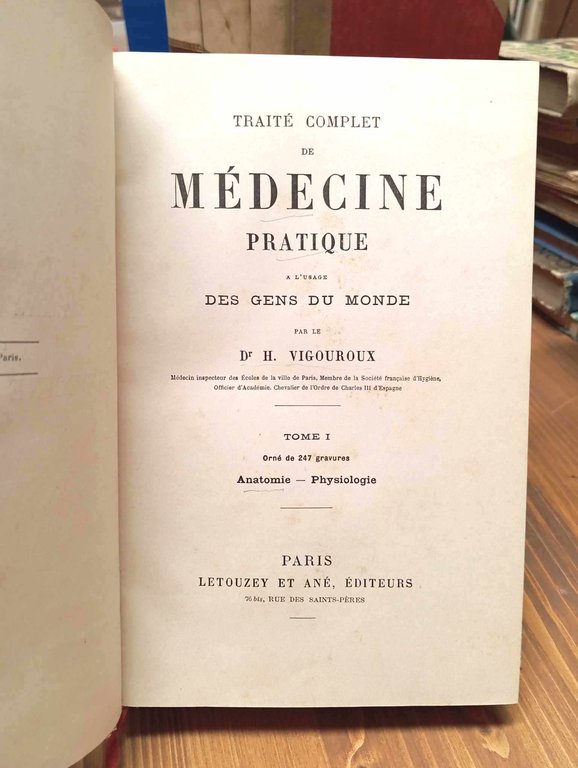 Paris.
TRAITÉ COMPLET
DE
MÉDECINE
PRATIQUE
A L'USAGE
DES GENS DU MONDE
PAR LE
Dr H. VIGOUROUX
Médecin inspecteur des Écoles de la ville de Paris, Membre de la Société française d'Hygiène,
Officier d'Académie, Chevalier de l'Ordre de Charles III d'Espagne
TOME I
Orné de 247 gravures
Anatomie — Physiologie
PARIS
LETOUZEY ET ANÉ, ÉDITEURS
76 bis, RUE DES SAINTS-PÈRES